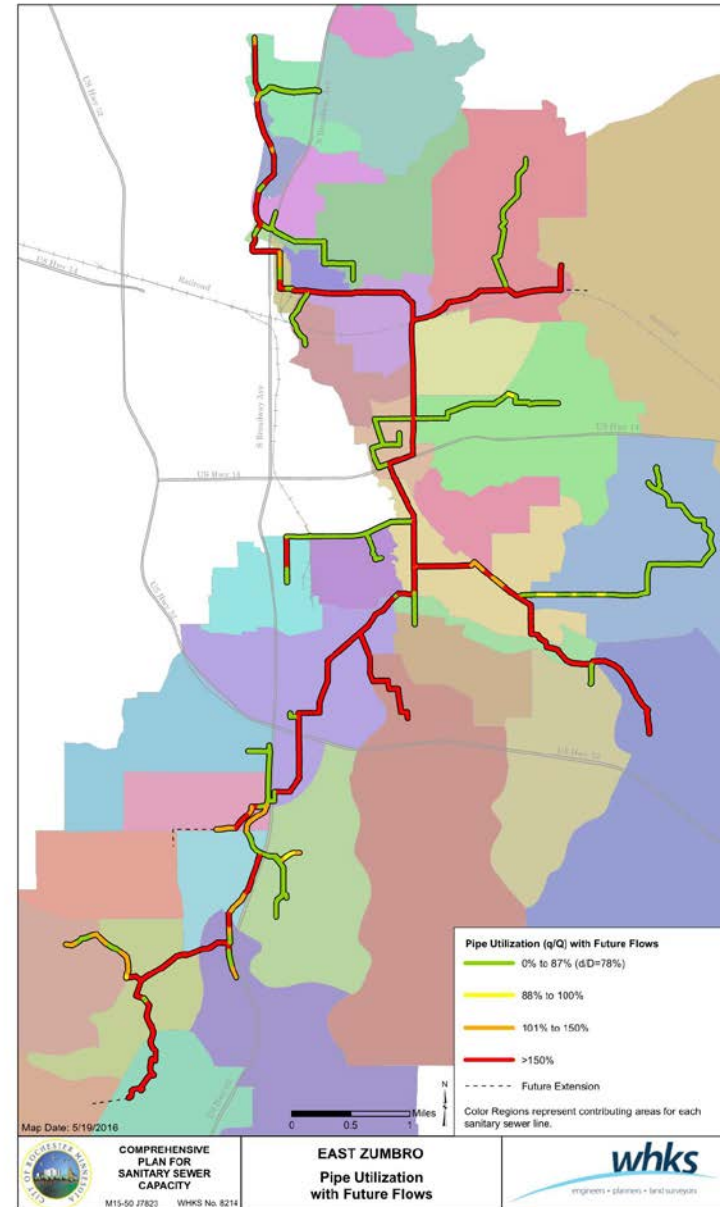 US Hwy 52
N Broadway Ave
US Hwy 14
Railroad
Railroad
S Broadway Ave
US Hwy 14
US Hwy 14
US Hwy 52
US Hwy 52
Pipe Utilization (q/Q) with Future Flows
0% to 87% (d/D=78%)
88% to 100%
101% to 150%
>150%
Future Extension
Color Regions represent contributing areas for each
sanitary sewer line.
N
Miles
0 0.5 1
Map Date: 5/19/2016
CITY OF ROCHESTER MINNESOTA
COMPREHENSIVE
PLAN FOR
SANITARY SEWER
CAPACITY
M15-50 J7823 WHKS No. 8214
EAST ZUMBRO
Pipe Utilization
with Future Flows
whks
engineers + planners + land surveyors